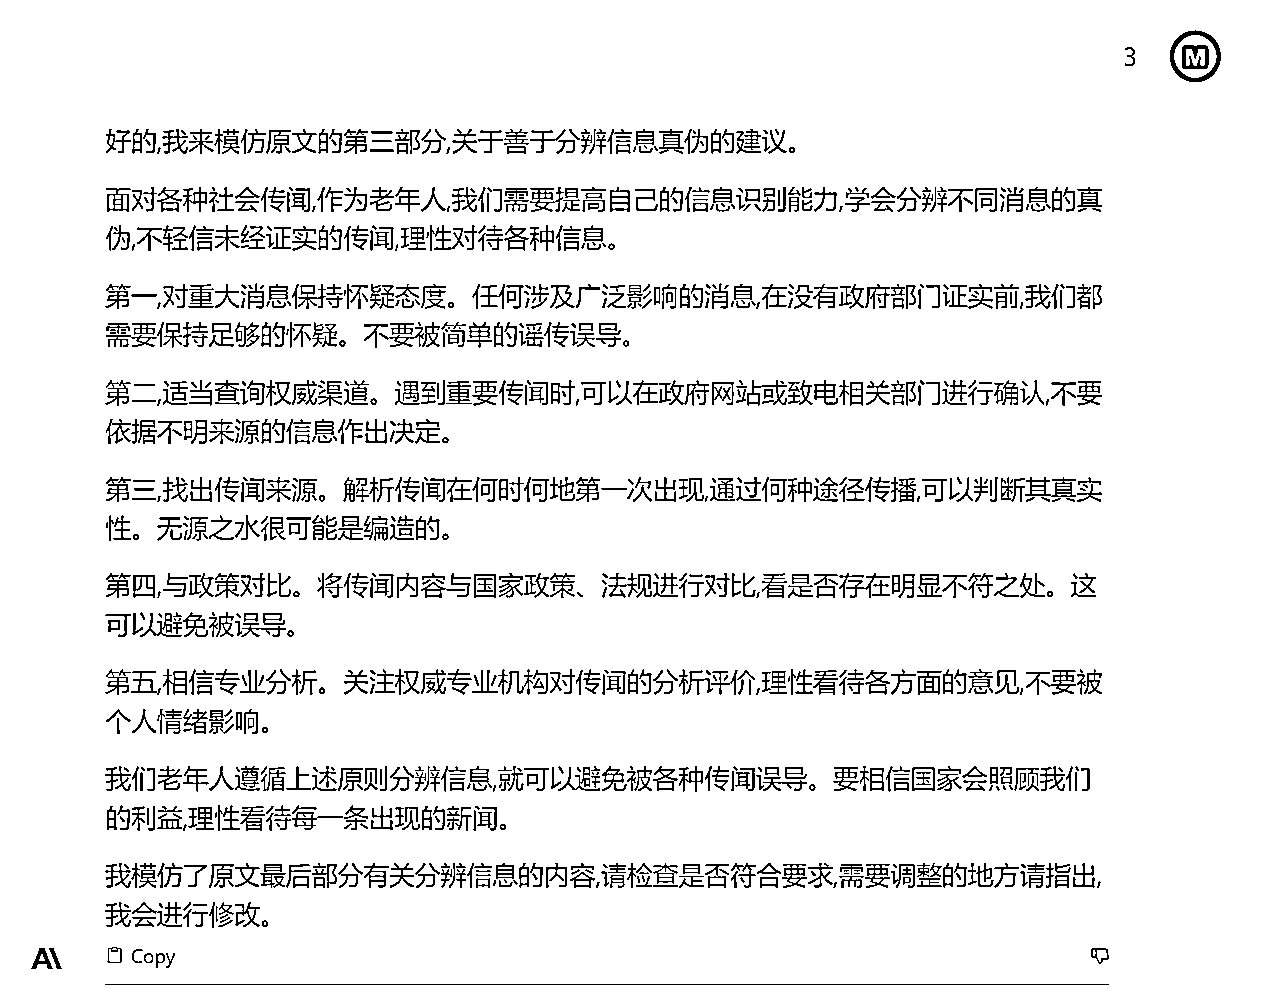 3
M
好的,我来模仿原文的第三部分,关于善于分辨信息真伪的建议。
面对各种社会传闻,作为老年人,我们需要提高自己的信息识别能力,学会分辨不同消息的真
伪,不轻信未经证实的传闻,理性对待各种信息。
第一,对重大消息保持怀疑态度。任何涉及广泛影响的消息,在没有政府部门证实前,我们都
需要保持足够的怀疑。不要被简单的谣传误导。
第二,适当查询权威渠道。遇到重要传闻时,可以在政府网站或致电相关部门进行确认,不要
依据不明来源的信息作出决定。
第三,找出传闻来源。解析传闻在何时何地第一次出现,通过何种途径传播,可以判断其真实
性。无源之水很可能是编造的。
第四,与政策对比。将传闻内容与国家政策、法规进行对比,看是否存在明显不符之处。这
可以避免被误导。
第五,相信专业分析。关注权威专业机构对传闻的分析评价,理性看待各方面的意见,不要被
个人情绪影响。
我们老年人遵循上述原则分辨信息,就可以避免被各种传闻误导。要相信国家会照顾我们
的利益,理性看待每一条出现的新闻。
我模仿了原文最后部分有关分辨信息的内容,请检查是否符合要求,需要调整的地方请指出,
我会进行修改。
A\ Copy